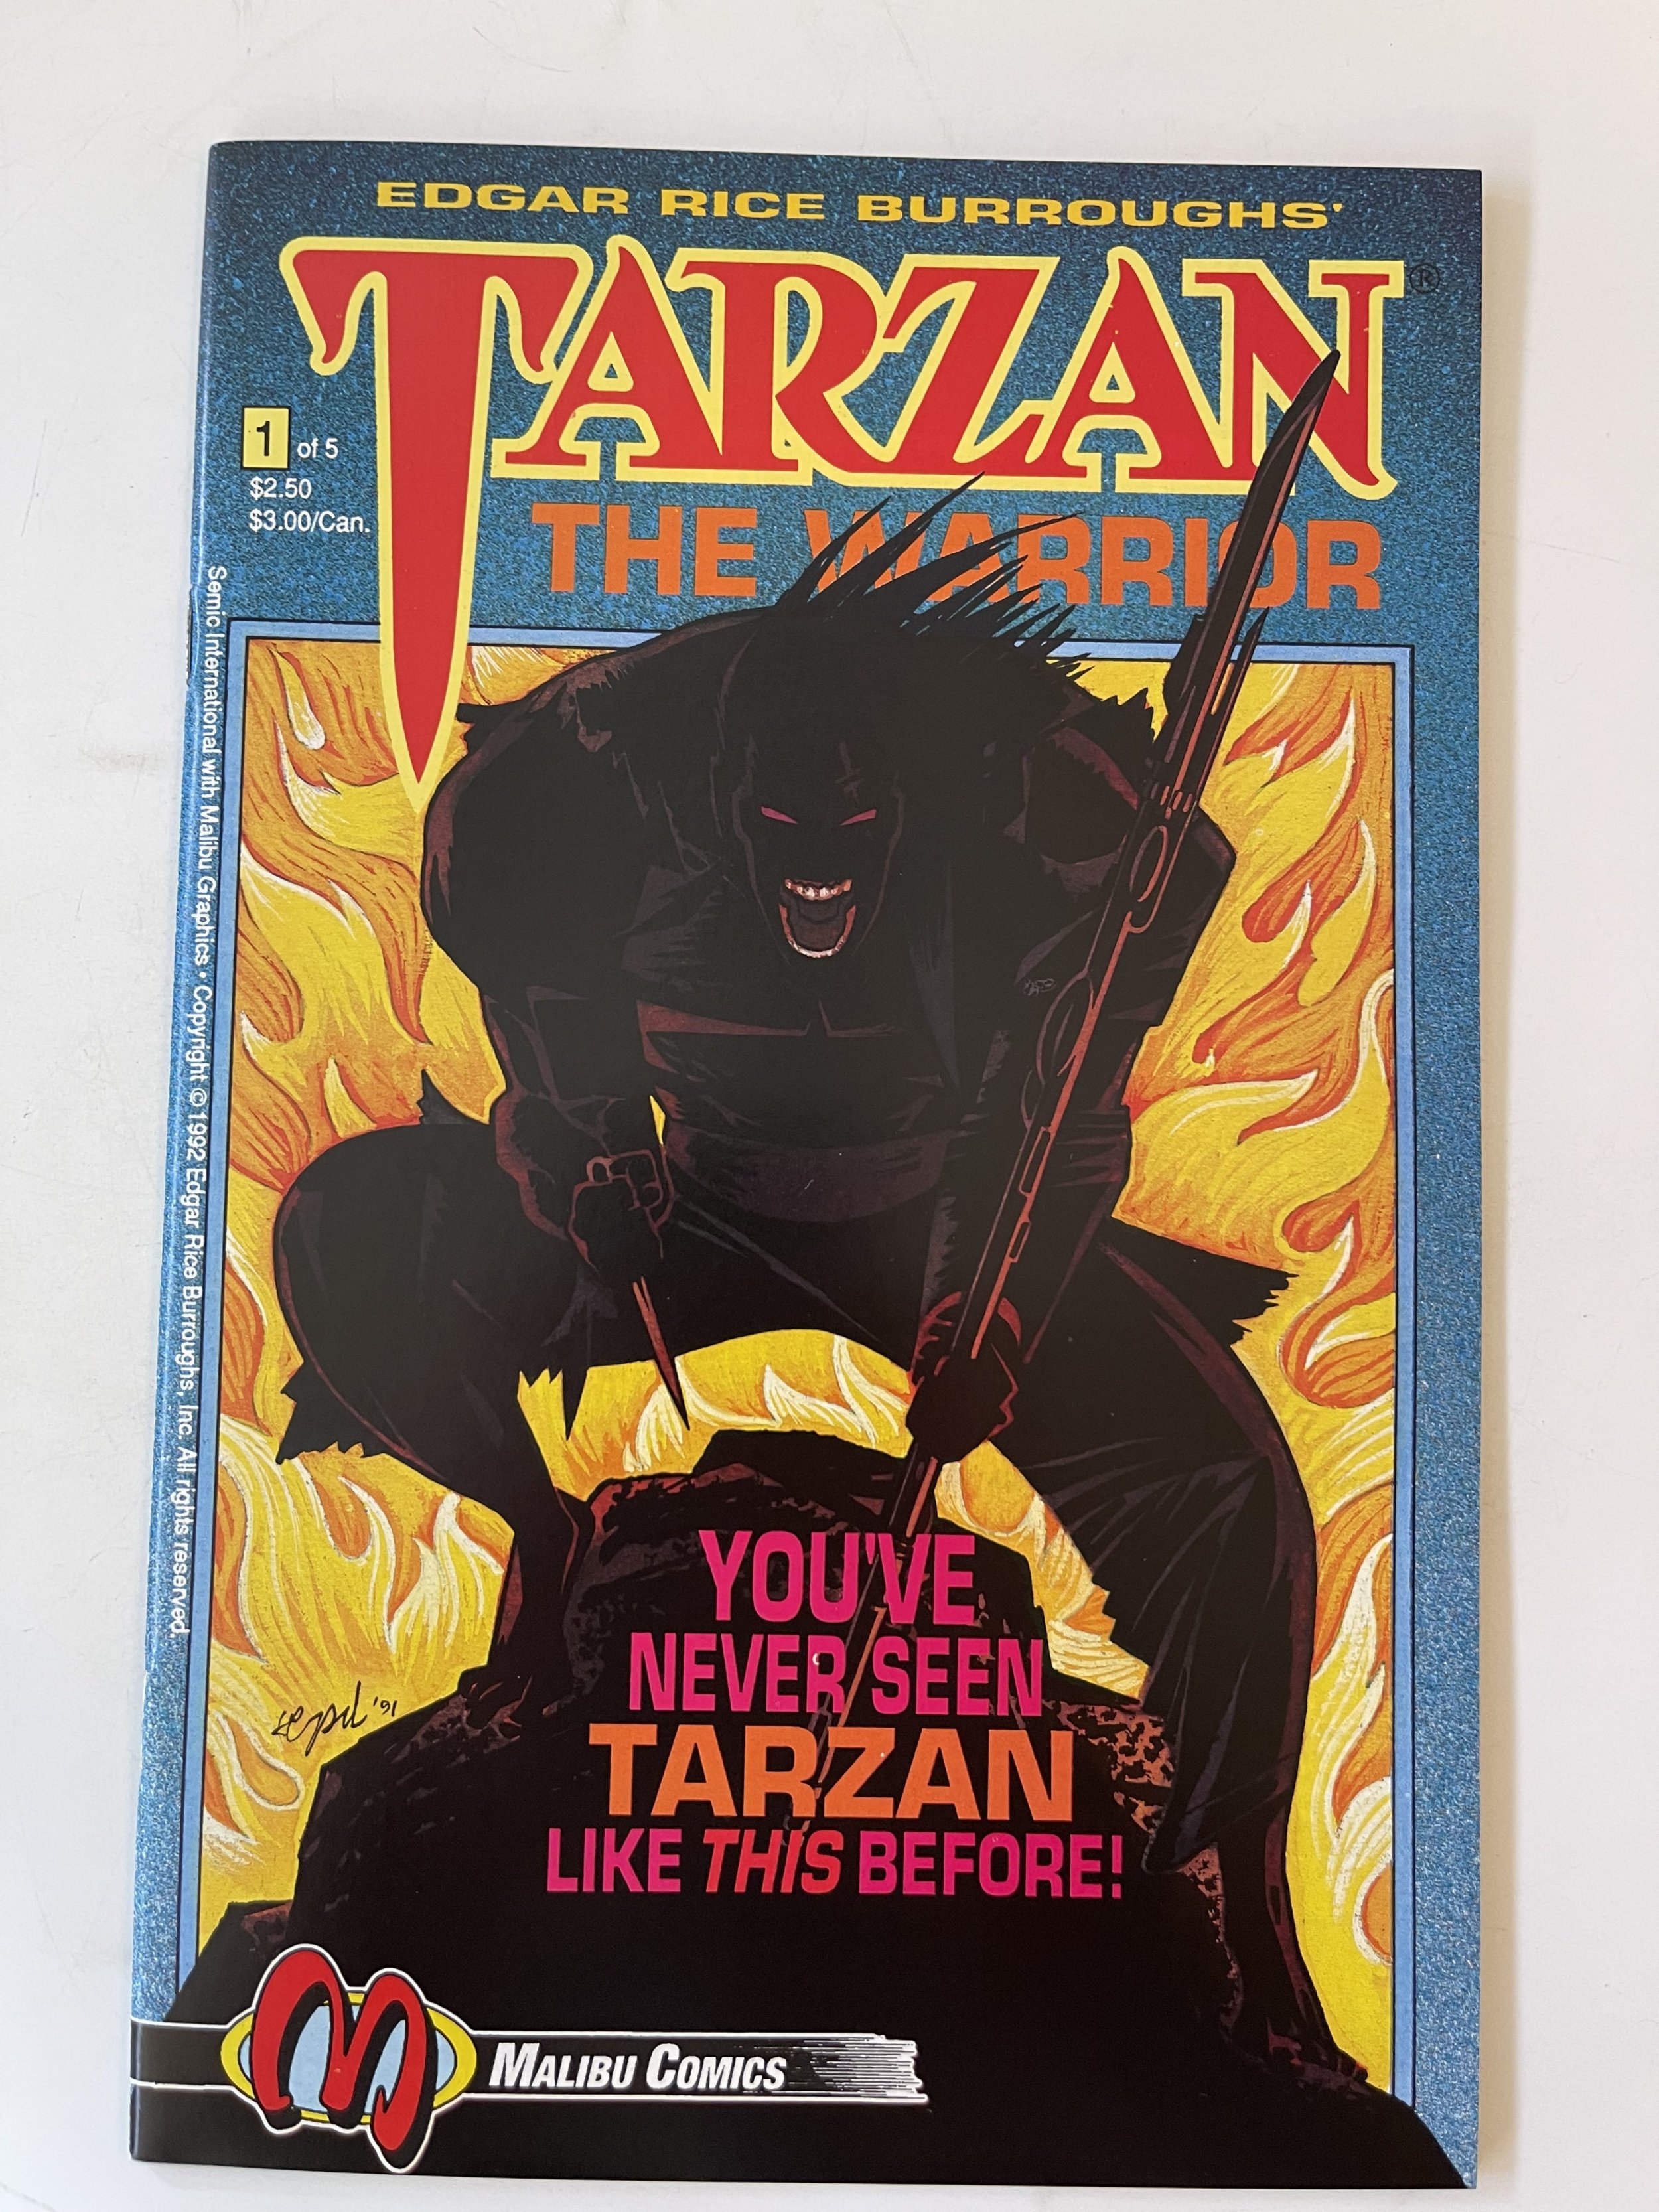 EDGAR RICE BURROUGHS'
TARZAN®
THE WARRIOR
1 of 5
$2.50
$3.00/Can.
Semic International with Malibu Graphics • Copyright © 1992 Edgar Rice Burroughs, Inc. All rights reserved.
YOU'VE
NEVER SEEN
TARZAN
LIKE THIS BEFORE!
'91
M
MALIBU COMICS